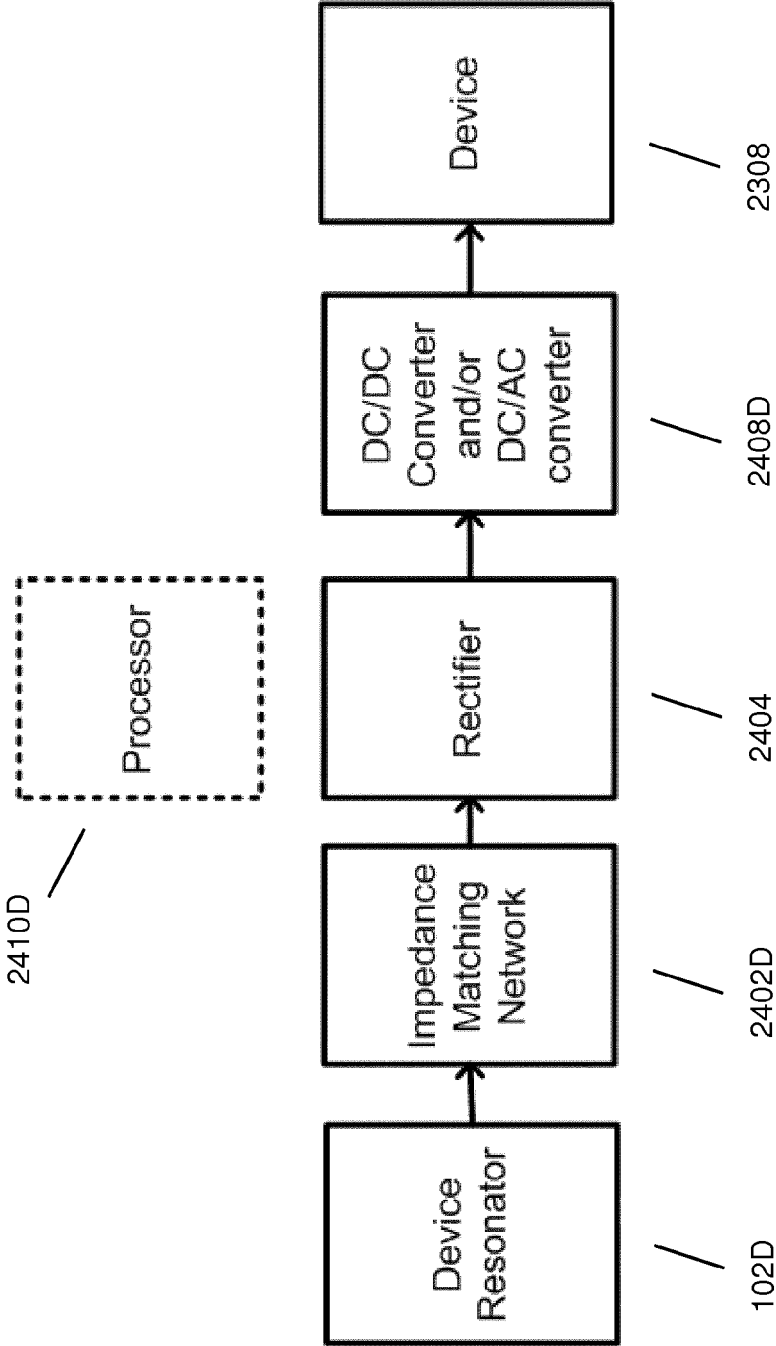 2410D
Processor
Device
Resonator
Impedance
Matching
Network
Rectifier
DC/DC
Converter
and/or
DC/AC
converter
Device
102D
2402D
2404
2408D
2308